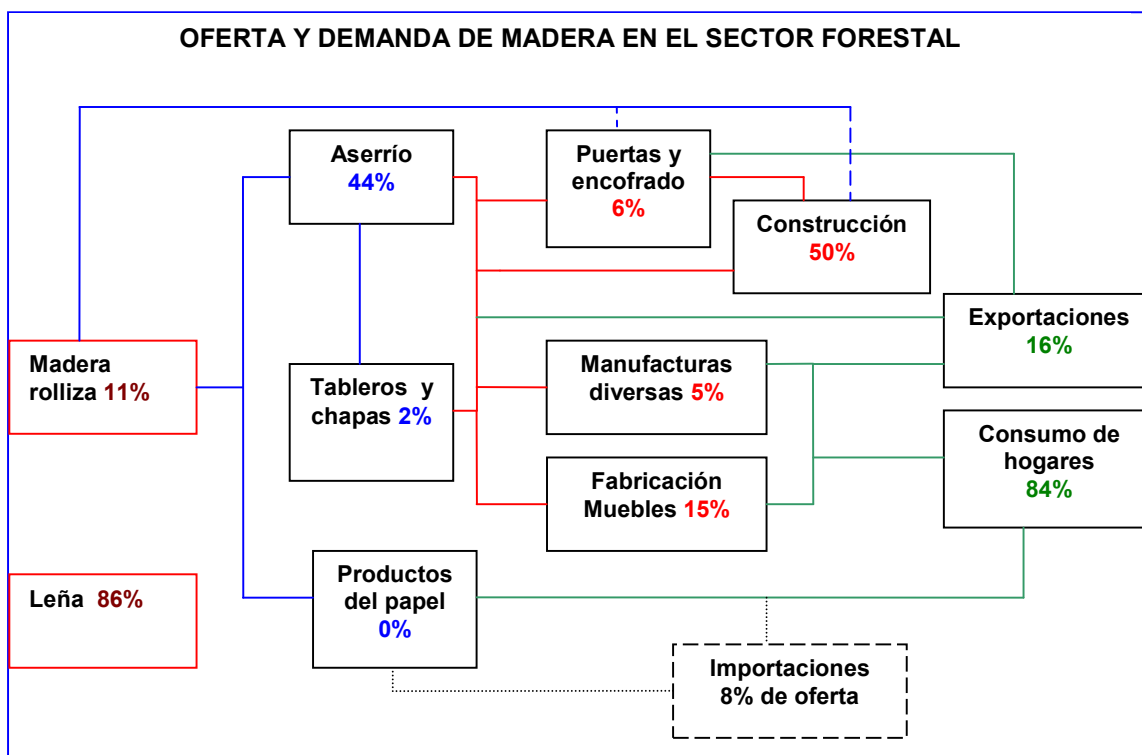 OFERTA Y DEMANDA DE MADERA EN EL SECTOR FORESTAL
Aserrío
44%
Puertas y
encofrado
6%
Construcción
50%
Exportaciones
16%
Madera
rolliza 11%
Tableros y
chapas 2%
Manufacturas
diversas 5%
Consumo de
hogares
84%
Fabricación
Muebles 15%
Leña 86%
Productos
del papel
0%
Importaciones
8% de oferta